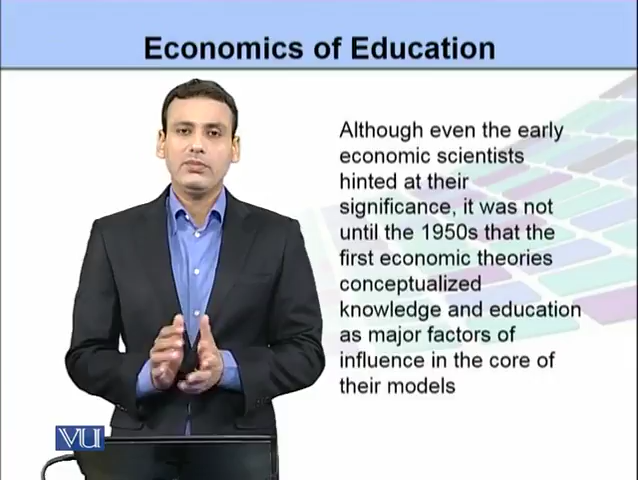 Economics of Education
Although even the early
economic scientists
hinted at their
significance, it was not
until the 1950s that the
first economic theories
conceptualized
knowledge and education
as major factors of
influence in the core of
their models
VU